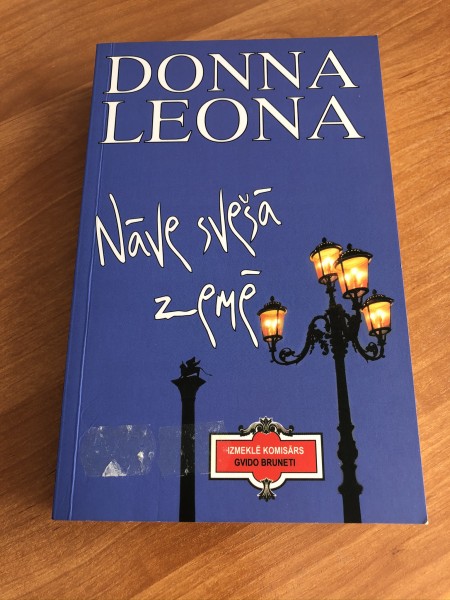 DONNA
LEONA
Nāve svešā
zemē
IZMEKLĒ KOMISĀRS
GVIDO BRUNETI